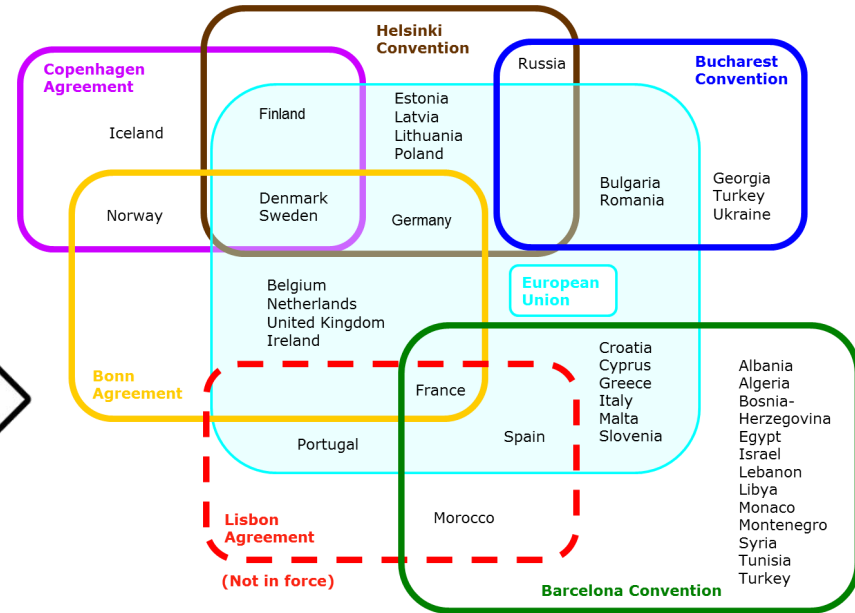 Helsinki
Convention
Copenhagen
Agreement
Russia
Bucharest
Convention
Iceland
Finland
Estonia
Latvia
Lithuania
Poland
Norway
Denmark
Sweden
Germany
Bulgaria
Romania
Georgia
Turkey
Ukraine
Belgium
Netherlands
United Kingdom
Ireland
European
Union
Bonn
Agreement
France
Croatia
Cyprus
Greece
Italy
Malta
Slovenia
Portugal
Spain
Albania
Algeria
Bosnia-
Herzegovina
Egypt
Israel
Lebanon
Libya
Monaco
Montenegro
Syria
Tunisia
Turkey
Lisbon
Agreement
Morocco
(Not in force)
Barcelona Convention